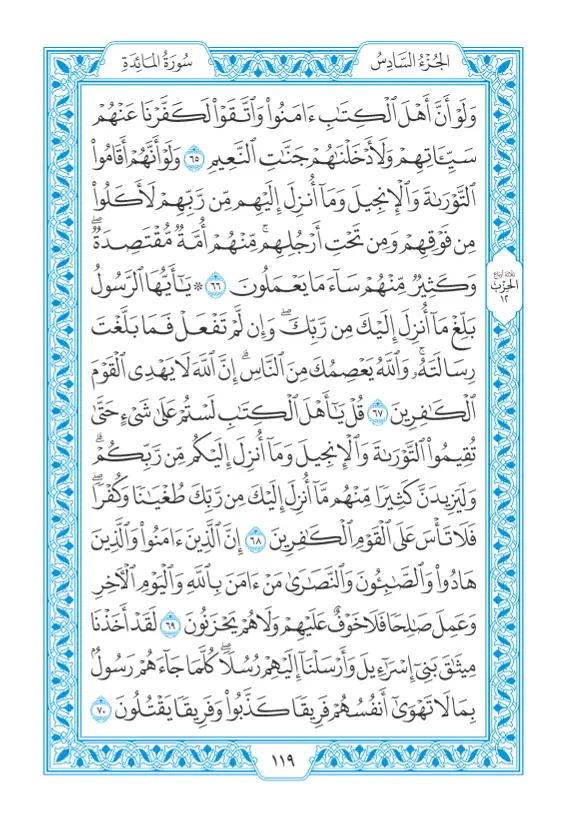 الجُزْءُ السَّادِسُ
سُورَةُ المَائِدَةِ
وَلَوْ أَنَّ أَهْلَ ٱلْكِتَٰبِ ءَامَنُوا۟ وَٱتَّقَوْا۟ لَكَفَّرْنَا عَنْهُمْ
سَيِّـَٔاتِهِمْ وَلَأَدْخَلْنَٰهُمْ جَنَّٰتِ ٱلنَّعِيمِ ٦٥ وَلَوْ أَنَّهُمْ أَقَامُوا۟
ٱلتَّوْرَىٰةَ وَٱلْإِنجِيلَ وَمَآ أُنزِلَ إِلَيْهِم مِّن رَّبِّهِمْ لَأَكَلُوا۟
مِن فَوْقِهِمْ وَمِن تَحْتِ أَرْجُلِهِم ۚ مِّنْهُمْ أُمَّةٌ مُّقْتَصِدَةٌ ۖ
وَكَثِيرٌ مِّنْهُمْ سَآءَ مَا يَعْمَلُونَ ٦٦ ۞ يَٰٓأَيُّهَا ٱلرَّسُولُ
بَلِّغْ مَآ أُنزِلَ إِلَيْكَ مِن رَّبِّكَ ۖ وَإِن لَّمْ تَفْعَلْ فَمَا بَلَّغْتَ
رِسَالَتَهُۥ ۚ وَٱللَّهُ يَعْصِمُكَ مِنَ ٱلنَّاسِ ۗ إِنَّ ٱللَّهَ لَا يَهْدِى ٱلْقَوْمَ
ٱلْكَٰفِرِينَ ٦٧ قُلْ يَٰٓأَهْلَ ٱلْكِتَٰبِ لَسْتُمْ عَلَىٰ شَىْءٍ حَتَّىٰ
تُقِيمُوا۟ ٱلتَّوْرَىٰةَ وَٱلْإِنجِيلَ وَمَآ أُنزِلَ إِلَيْكُم مِّن رَّبِّكُمْ ۗ
وَلَيَزِيدَنَّ كَثِيرًا مِّنْهُم مَّآ أُنزِلَ إِلَيْكَ مِن رَّبِّكَ طُغْيَٰنًا وَكُفْرًا ۖ
فَلَا تَأْسَ عَلَى ٱلْقَوْمِ ٱلْكَٰفِرِينَ ٦٨ إِنَّ ٱلَّذِينَ ءَامَنُوا۟ وَٱلَّذِينَ
هَادُوا۟ وَٱلصَّٰبِـُٔونَ وَٱلنَّصَٰرَىٰ مَنْ ءَامَنَ بِٱللَّهِ وَٱلْيَوْمِ ٱلْـَٔاخِرِ
وَعَمِلَ صَٰلِحًا فَلَا خَوْفٌ عَلَيْهِمْ وَلَا هُمْ يَحْزَنُونَ ٦٩ لَقَدْ أَخَذْنَا
مِيثَٰقَ بَنِىٓ إِسْرَٰٓءِيلَ وَأَرْسَلْنَآ إِلَيْهِمْ رُسُلًا ۖ كُلَّمَا جَآءَهُمْ رَسُولٌۢ
بِمَا لَا تَهْوَىٰٓ أَنفُسُهُمْ فَرِيقًا كَذَّبُوا۟ وَفَرِيقًا يَقْتُلُونَ ٧٠
ثلاثة أرباع
الحزب
١٢
١١٩